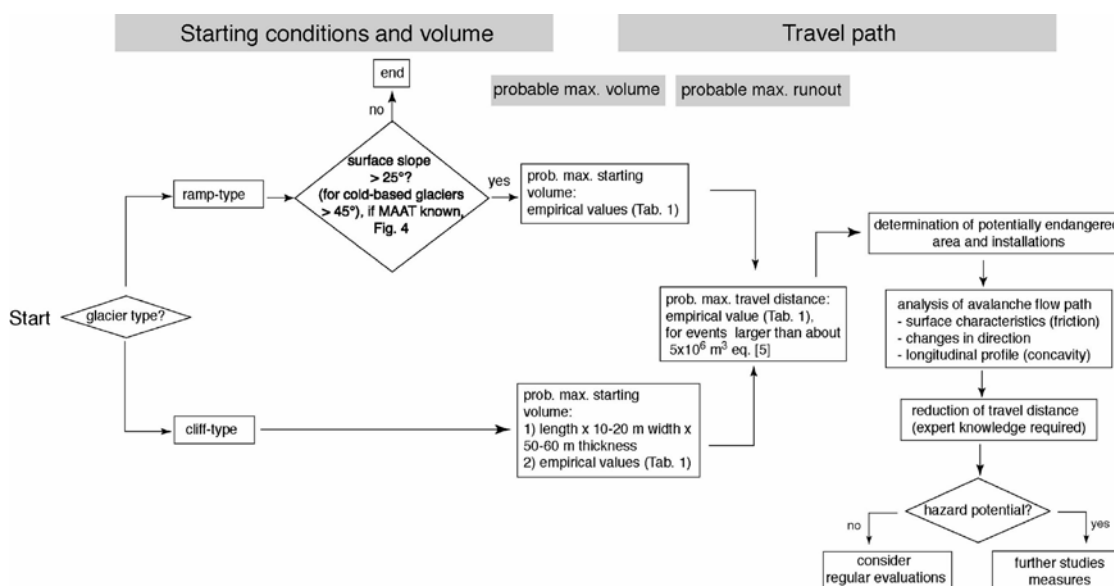 Starting conditions and volume
Travel path
end
probable max. volume
probable max. runout
no
surface slope
> 25°?
(for cold-based glaciers
> 45°), if MAAT known,
Fig. 4
yes
ramp-type
prob. max. starting
volume:
empirical values (Tab. 1)
determination of potentially endangered
area and installations
Start
glacier type?
prob. max. travel distance:
empirical value (Tab. 1),
for events larger than about
5x10⁶ m³ eq. [5]
analysis of avalanche flow path
- surface characteristics (friction)
- changes in direction
- longitudinal profile (concavity)
cliff-type
prob. max. starting
volume:
1) length x 10-20 m width x
50-60 m thickness
2) empirical values (Tab. 1)
reduction of travel distance
(expert knowledge required)
hazard potential?
no
yes
consider
regular evaluations
further studies
measures